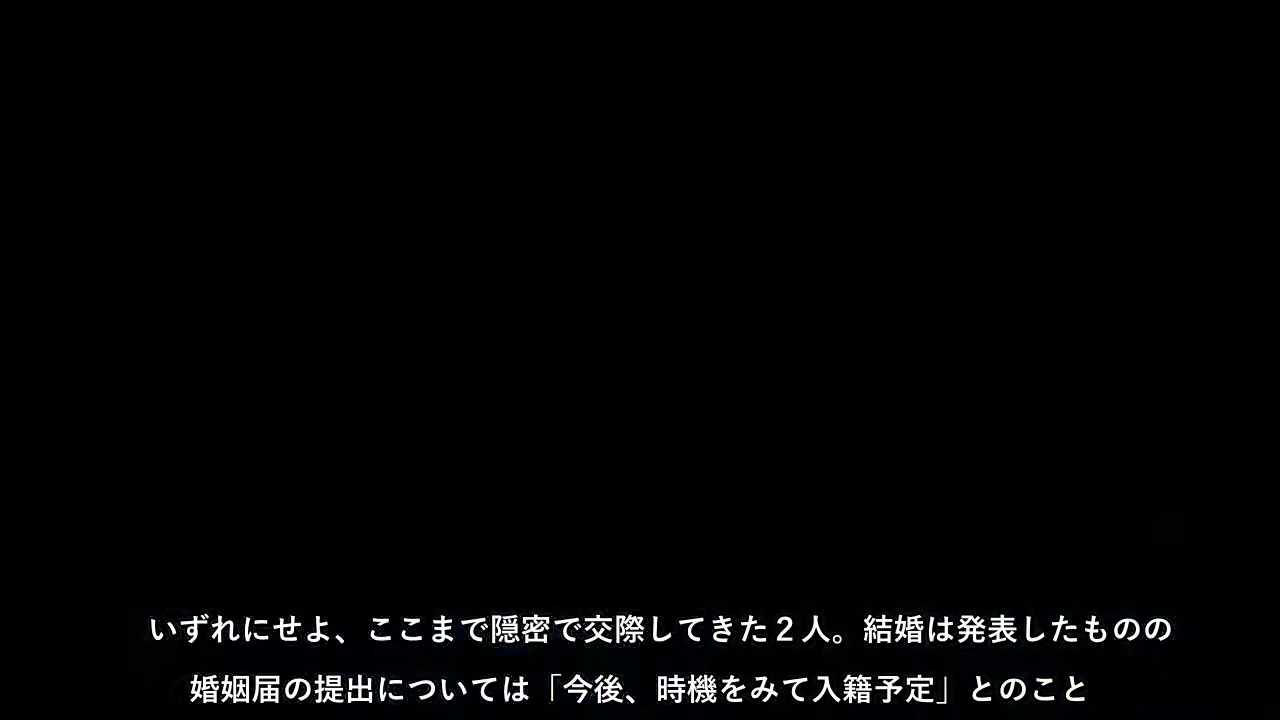 いずれにせよ、ここまで隠密で交際してきた２人。結婚は発表したものの
婚姻届の提出については「今後、時機をみて入籍予定」とのこと